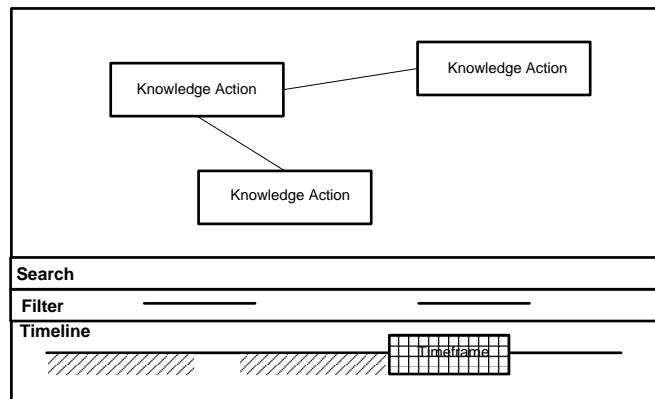 Knowledge Action
Knowledge Action
Knowledge Action
Search
Filter
Timeline
Timeframe